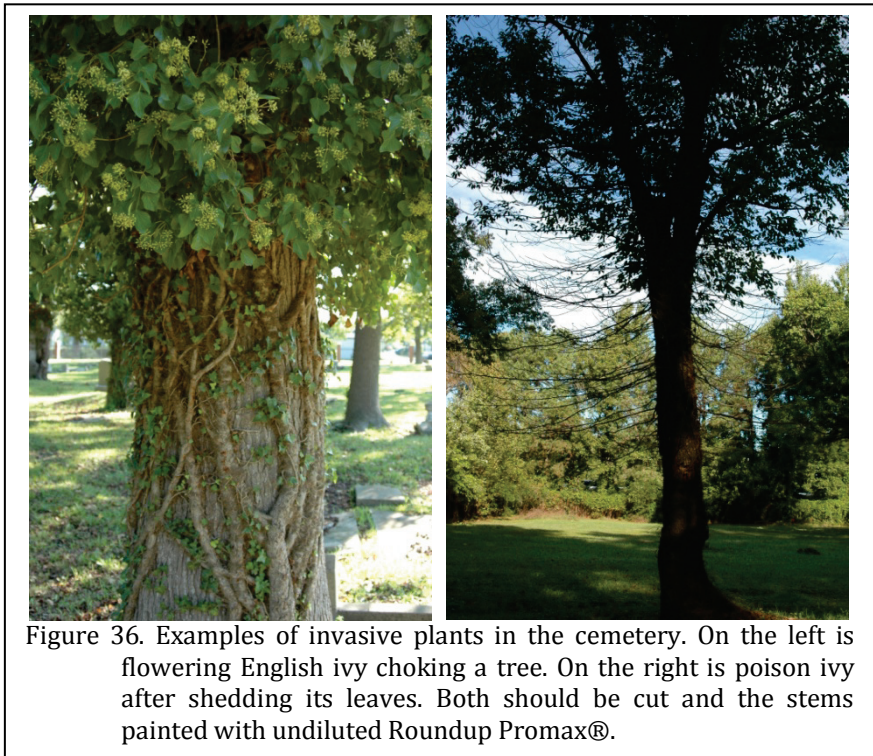 Figure 36. Examples of invasive plants in the cemetery. On the left is
flowering English ivy choking a tree. On the right is poison ivy
after shedding its leaves. Both should be cut and the stems
painted with undiluted Roundup Promax®.